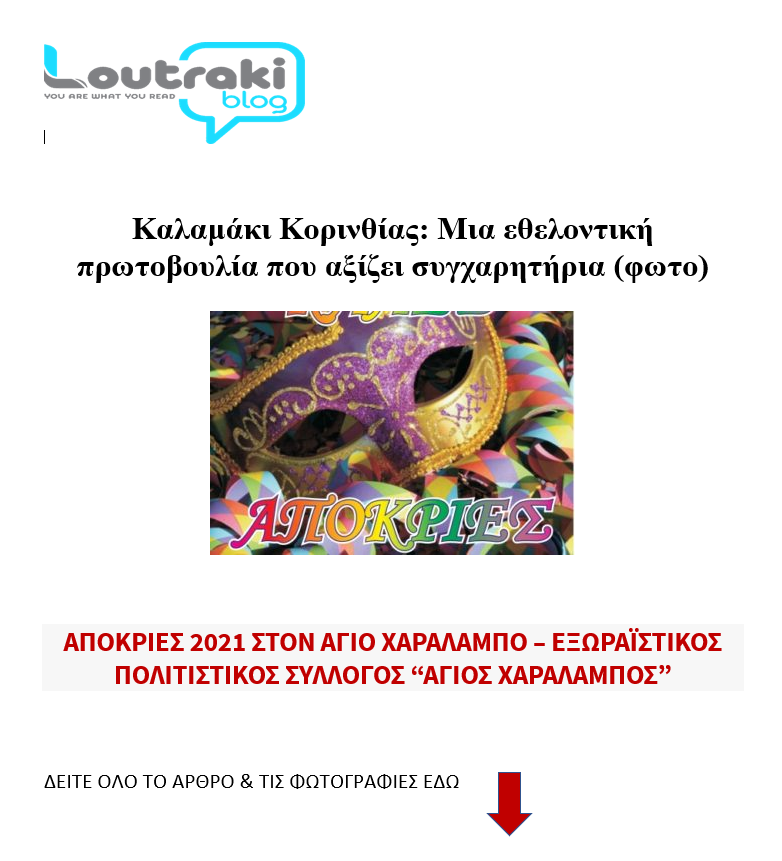 Loutraki
YOU ARE WHAT YOU READ
blog
Καλαμάκι Κορινθίας: Μια εθελοντική
πρωτοβουλία που αξίζει συγχαρητήρια (φωτο)
ΑΠΟΚΡΙΕΣ
ΑΠΟΚΡΙΕΣ 2021 ΣΤΟΝ ΑΓΙΟ ΧΑΡΑΛΑΜΠΟ – ΕΞΩΡΑΪΣΤΙΚΟΣ
ΠΟΛΙΤΙΣΤΙΚΟΣ ΣΥΛΛΟΓΟΣ “ΑΓΙΟΣ ΧΑΡΑΛΑΜΠΟΣ”
ΔΕΙΤΕ ΟΛΟ ΤΟ ΑΡΘΡΟ & ΤΙΣ ΦΩΤΟΓΡΑΦΙΕΣ ΕΔΩ